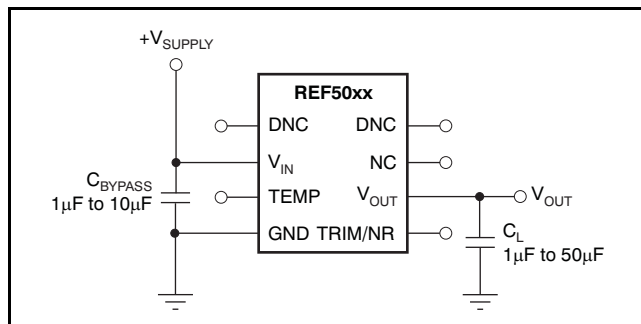 +V_SUPPLY
REF50xx
DNC DNC
V_IN NC
C_BYPASS
1µF to 10µF
TEMP V_OUT V_OUT
GND TRIM/NR
C_L
1µF to 50µF